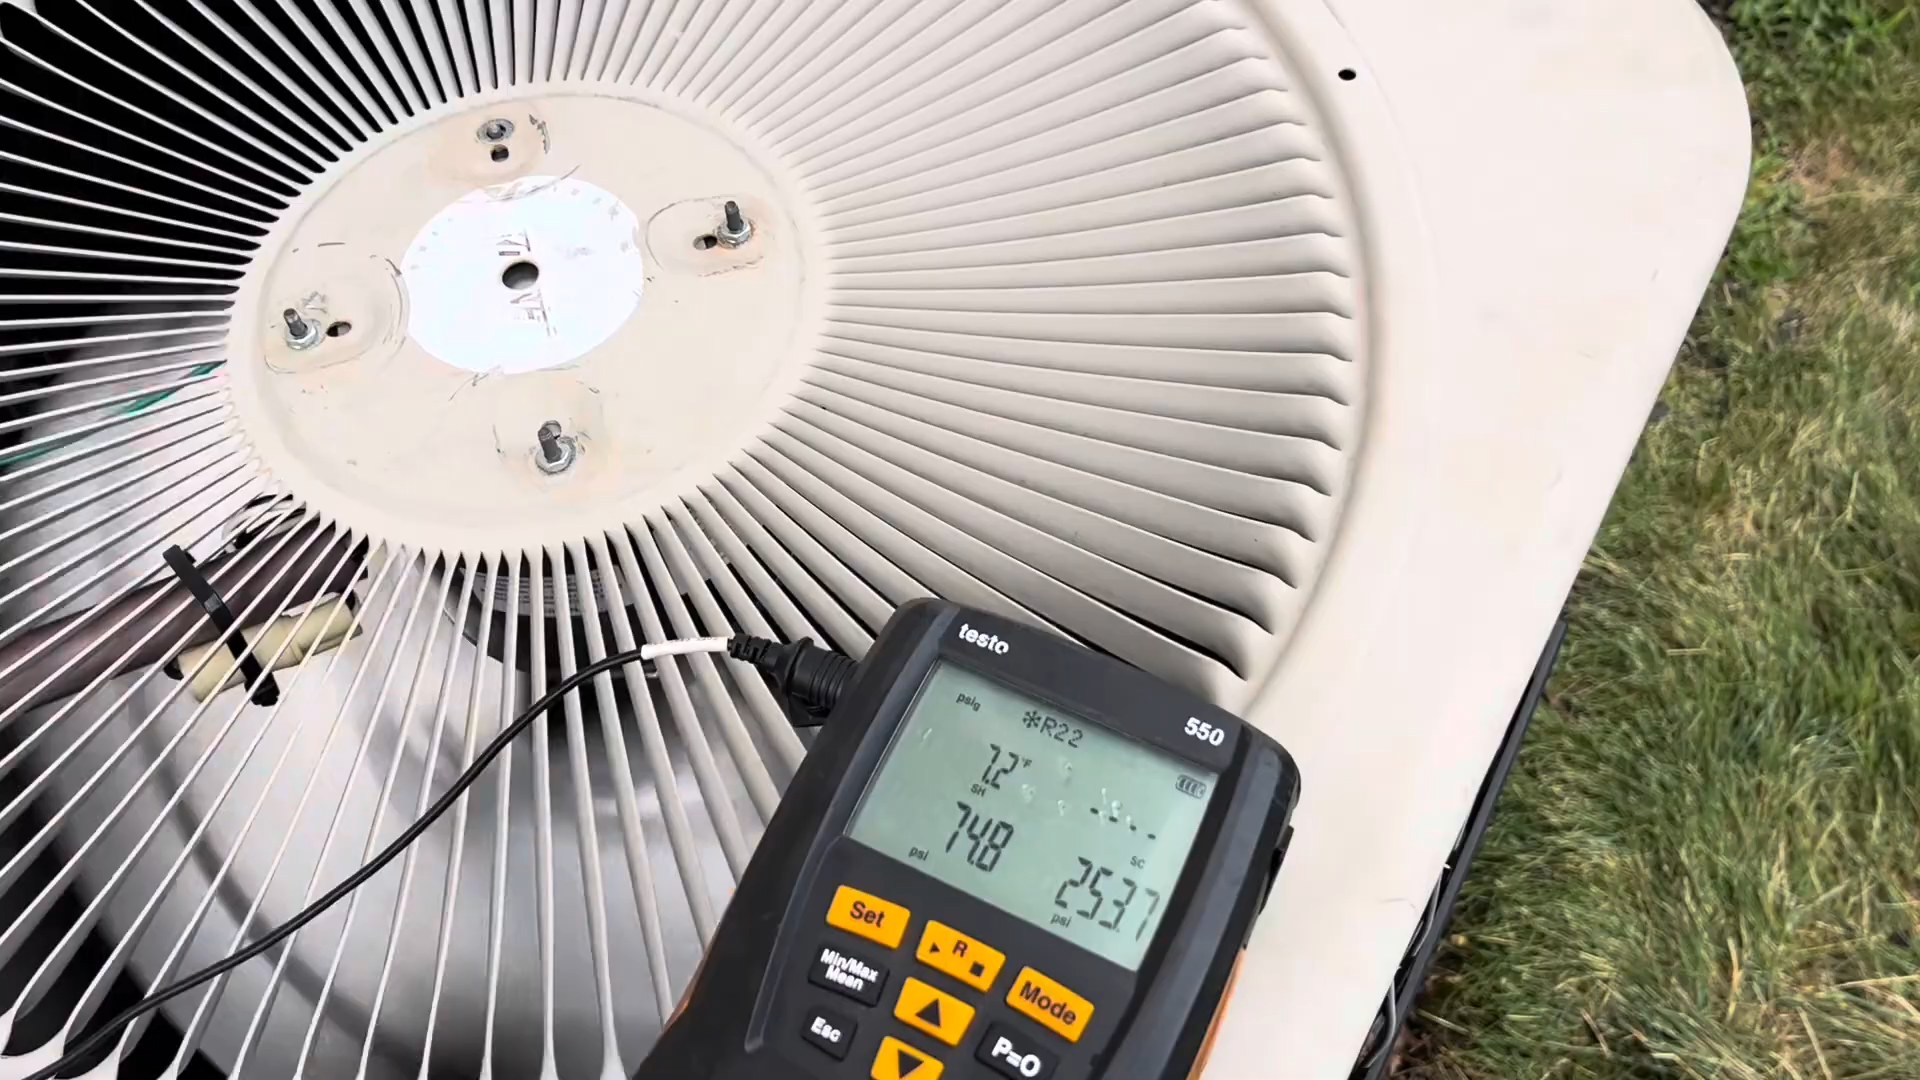 testo
550
psig
*R22
7.2 °F
SH
SC
psi 74.8
psi 253.7
Set
R
Mode
Min/Max
Mean
Esc
P=0